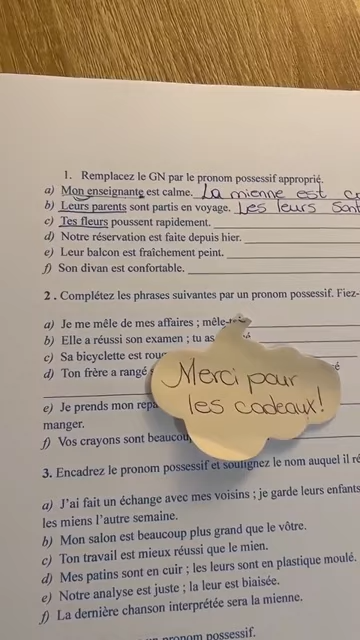 1. Remplacez le GN par le pronom possessif approprié.
a) Mon enseignante est calme. La mienne est
b) Leurs parents sont partis en voyage. Les leurs sont
c) Tes fleurs poussent rapidement.
d) Notre réservation est faite depuis hier.
e) Leur balcon est fraîchement peint.
f) Son divan est confortable.
2. Complétez les phrases suivantes par un pronom possessif. Fiez-
a) Je me mêle de mes affaires ; mêle-
b) Elle a réussi son examen ; tu as
c) Sa bicyclette est
d) Ton frère a rangé
e) Je prends mon
manger.
f) Vos crayons sont
Merci pour
les cadeaux!
3. Encadrez le pronom possessif et soulignez le nom auquel il
a) J'ai fait un échange avec mes voisins ; je garde leurs enfants
les miens l'autre semaine.
b) Mon salon est beaucoup plus grand que le vôtre.
c) Ton travail est mieux réussi que le mien.
d) Mes patins sont en cuir ; les leurs sont en plastique moulé.
e) Notre analyse est juste ; la leur est biaisée.
f) La dernière chanson interprétée sera la mienne.
pronom possessif.